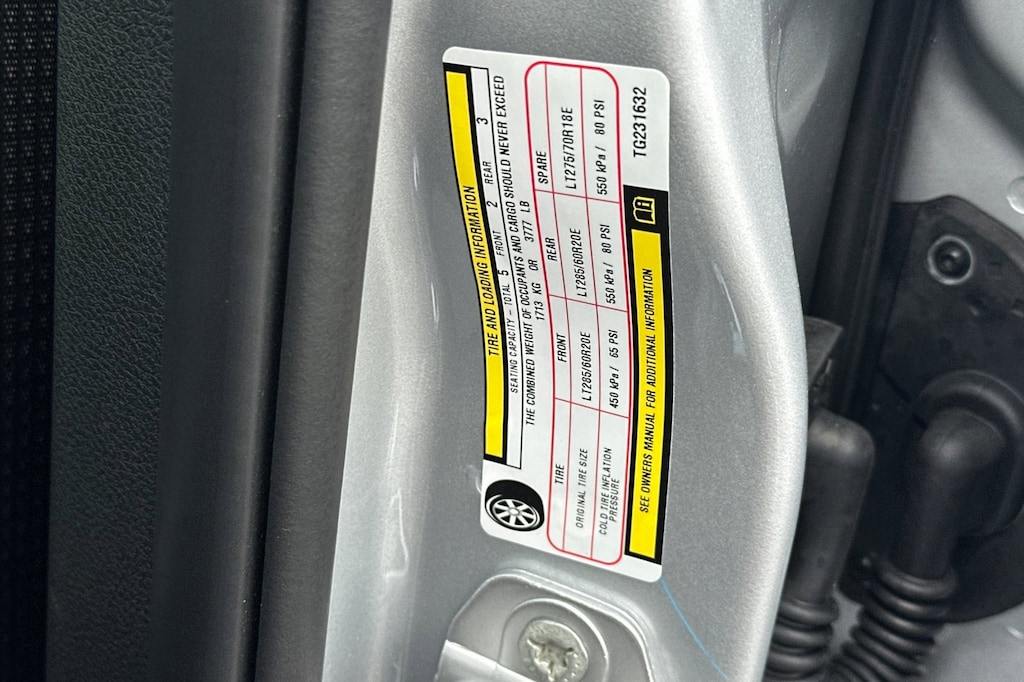 TIRE AND LOADING INFORMATION
SEATING CAPACITY – TOTAL 5 FRONT 2 REAR 3
THE COMBINED WEIGHT OF OCCUPANTS AND CARGO SHOULD NEVER EXCEED
1713 KG OR 3777 LB
TIRE FRONT REAR SPARE
ORIGINAL TIRE SIZE LT285/60R20E LT285/60R20E LT275/70R18E
COLD TIRE INFLATION
PRESSURE 450 kPa / 65 PSI 550 kPa / 80 PSI 550 kPa / 80 PSI
SEE OWNERS MANUAL FOR ADDITIONAL INFORMATION
TG231632